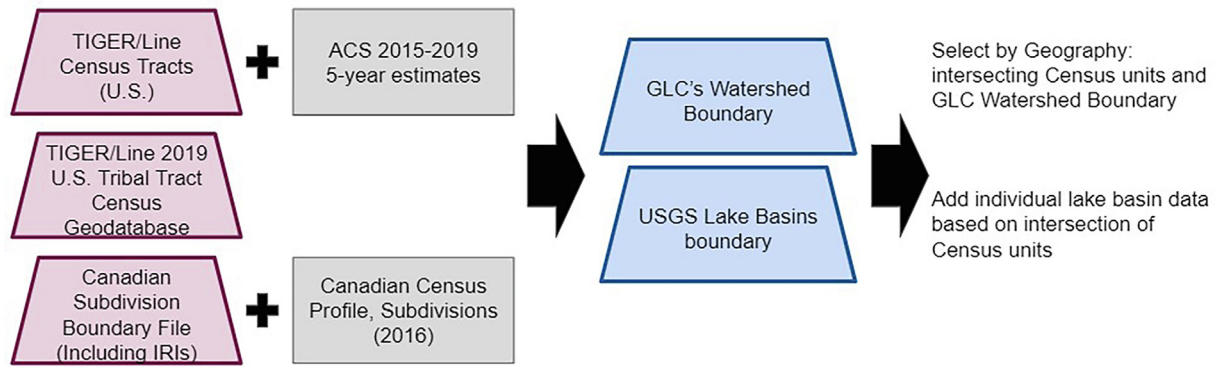 TIGER/Line
Census Tracts
(U.S.)
ACS 2015-2019
5-year estimates
TIGER/Line 2019
U.S. Tribal Tract
Census
Geodatabase
Canadian
Subdivision
Boundary File
(Including IRIs)
Canadian Census
Profile, Subdivisions
(2016)
GLC's Watershed
Boundary
USGS Lake Basins
boundary
Select by Geography:
intersecting Census units and
GLC Watershed Boundary
Add individual lake basin data
based on intersection of
Census units